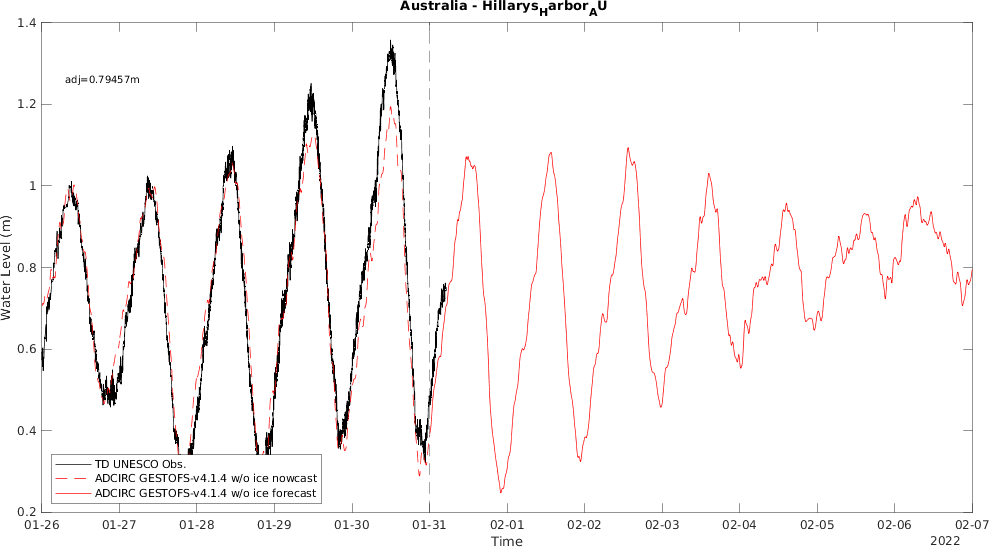 Australia - HillarysHarborAU
1.4
adj=0.79457m
1.2
1
Water Level (m)
0.8
0.6
0.4
TD UNESCO Obs.
ADCIRC GESTOFS-v4.1.4 w/o ice nowcast
ADCIRC GESTOFS-v4.1.4 w/o ice forecast
0.2
01-26 01-27 01-28 01-29 01-30 01-31 02-01 02-02 02-03 02-04 02-05 02-06 02-07
Time
2022